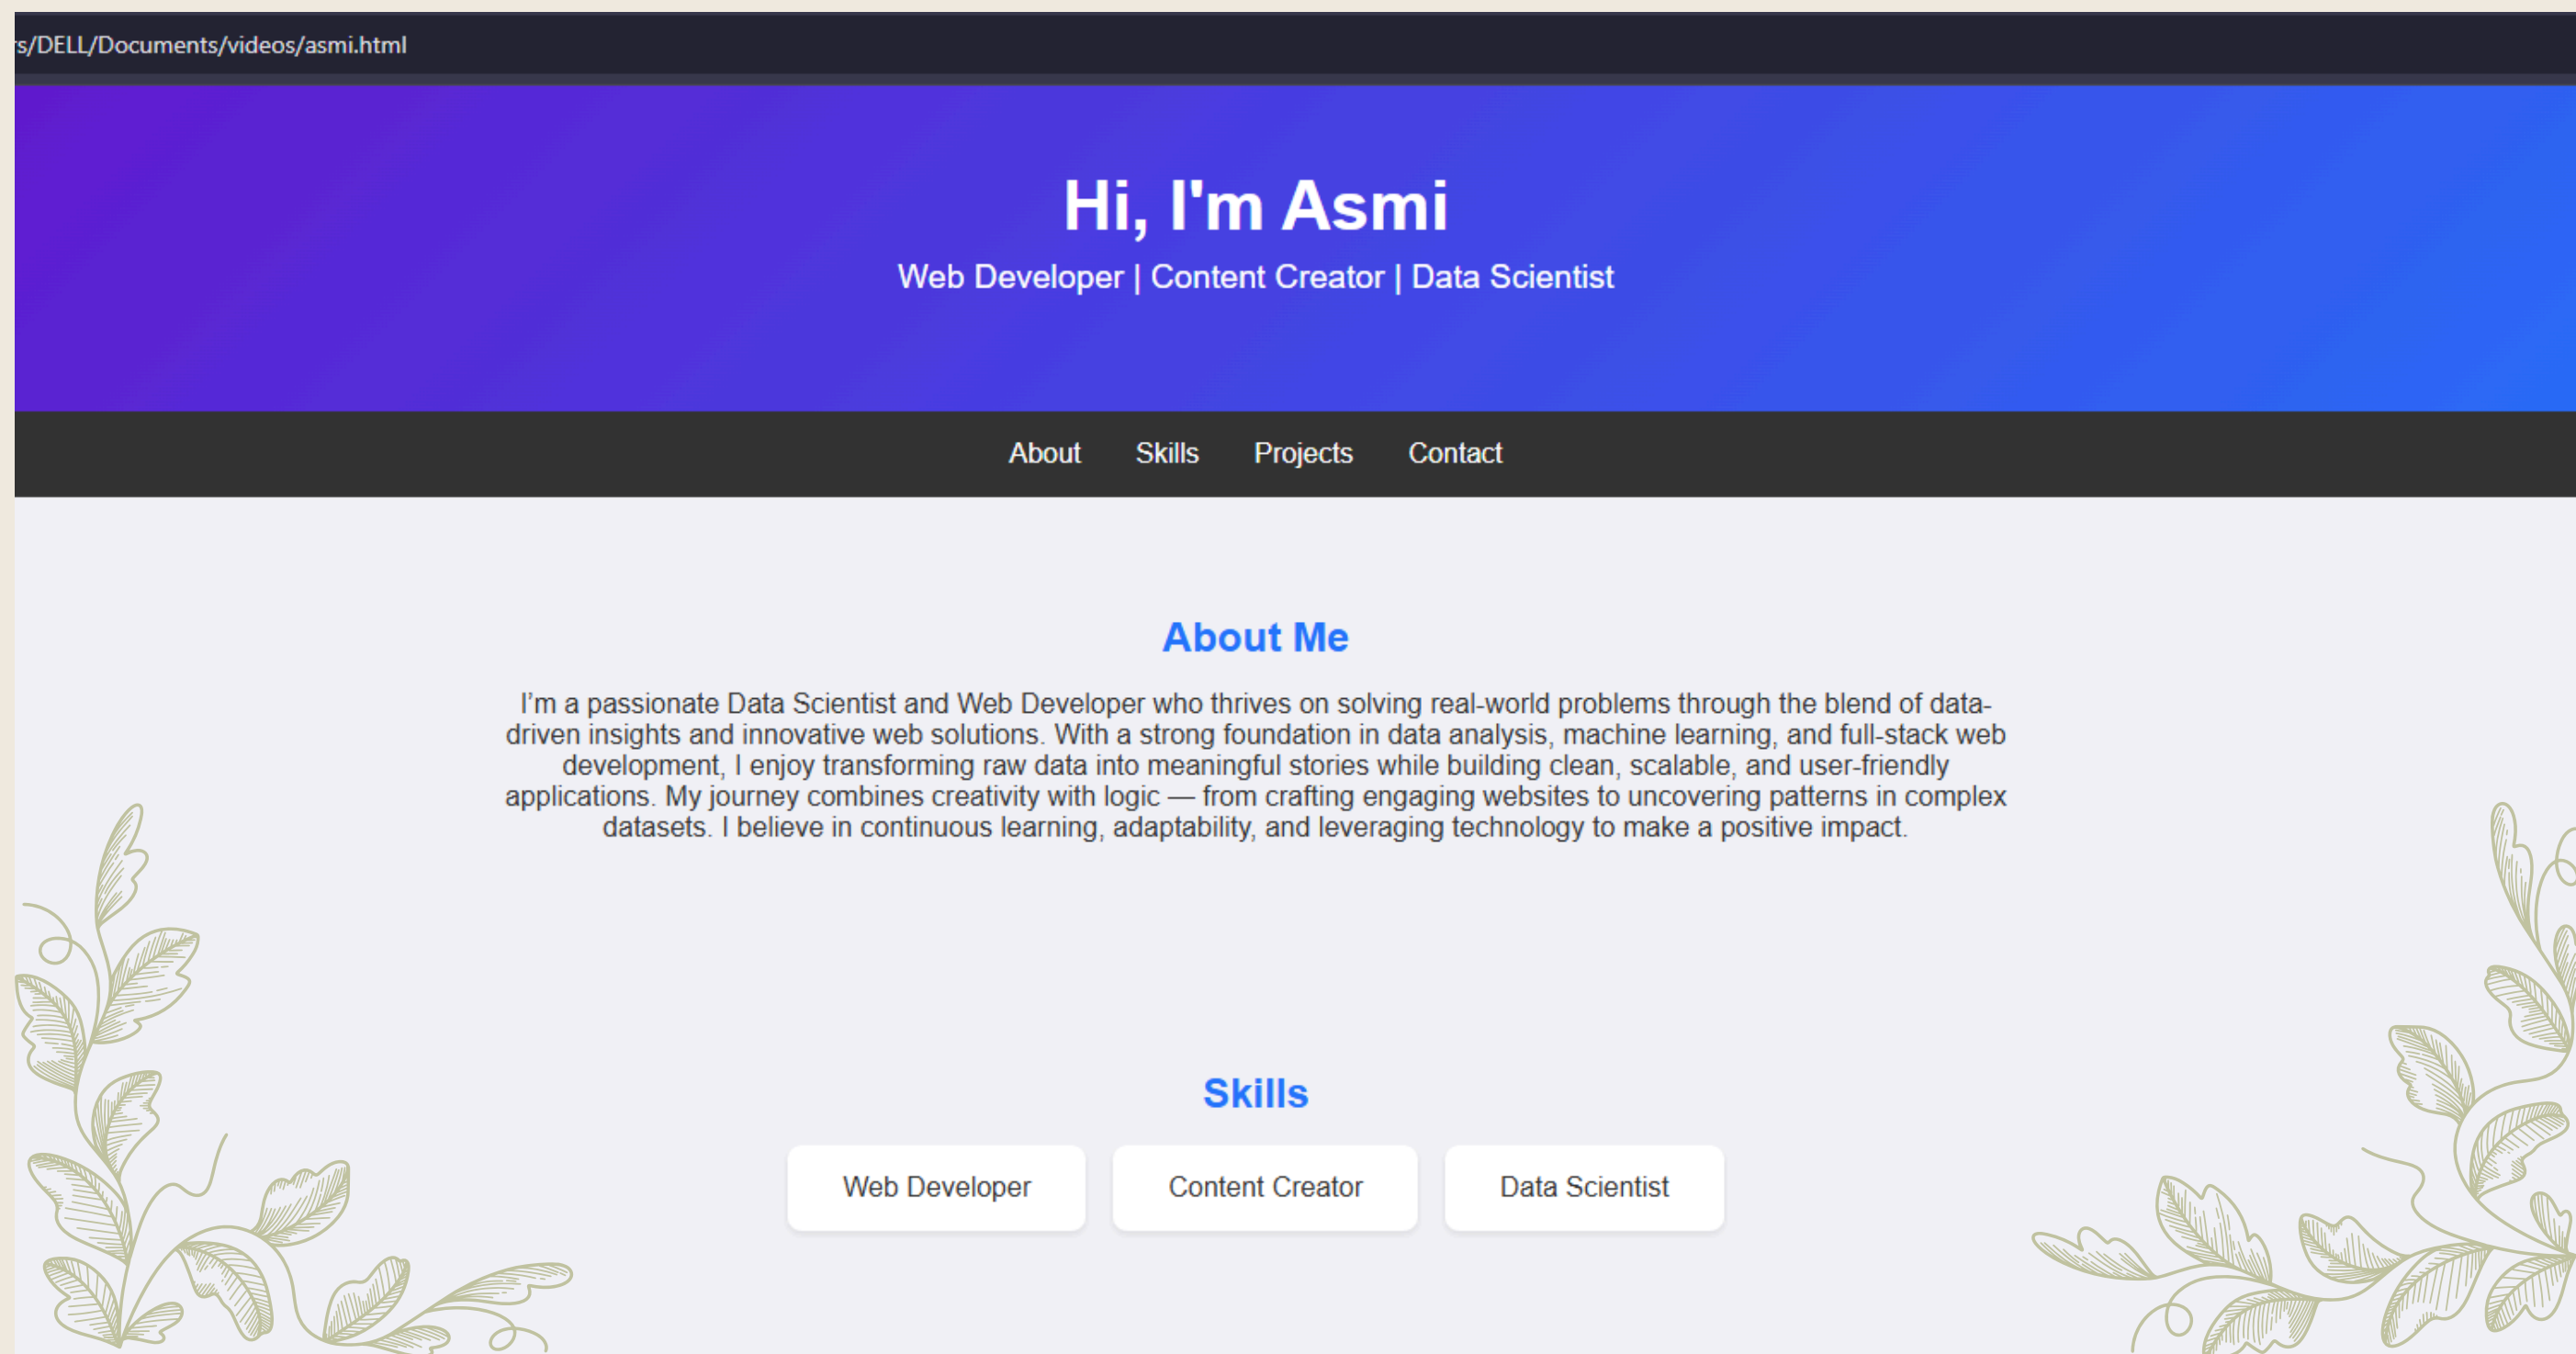 s/DELL/Documents/videos/asmi.html
Hi, I'm Asmi
Web Developer | Content Creator | Data Scientist
About Skills Projects Contact
About Me
I’m a passionate Data Scientist and Web Developer who thrives on solving real-world problems through the blend of data-
driven insights and innovative web solutions. With a strong foundation in data analysis, machine learning, and full-stack web
development, I enjoy transforming raw data into meaningful stories while building clean, scalable, and user-friendly
applications. My journey combines creativity with logic — from crafting engaging websites to uncovering patterns in complex
datasets. I believe in continuous learning, adaptability, and leveraging technology to make a positive impact.
Skills
Web Developer Content Creator Data Scientist